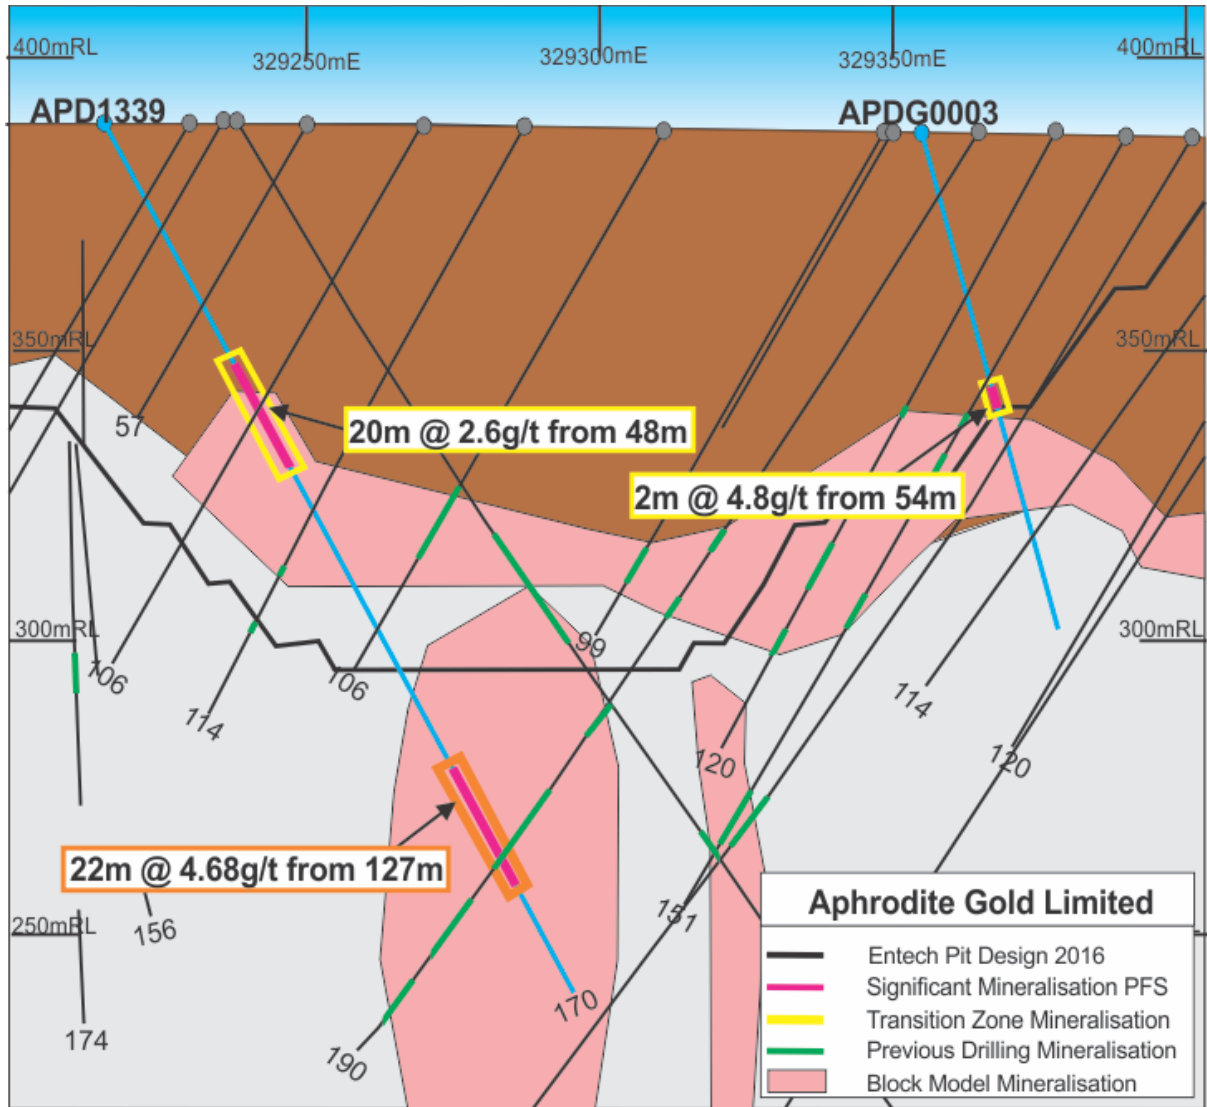 400mRL
329250mE
329300mE
329350mE
400mRL
APD1339
APDG0003
350mRL
350mRL
57
20m @ 2.6g/t from 48m
2m @ 4.8g/t from 54m
300mRL
300mRL
99
106
106
114
114
120
120
22m @ 4.68g/t from 127m
151
156
250mRL
170
174
190
Aphrodite Gold Limited
Entech Pit Design 2016
Significant Mineralisation PFS
Transition Zone Mineralisation
Previous Drilling Mineralisation
Block Model Mineralisation